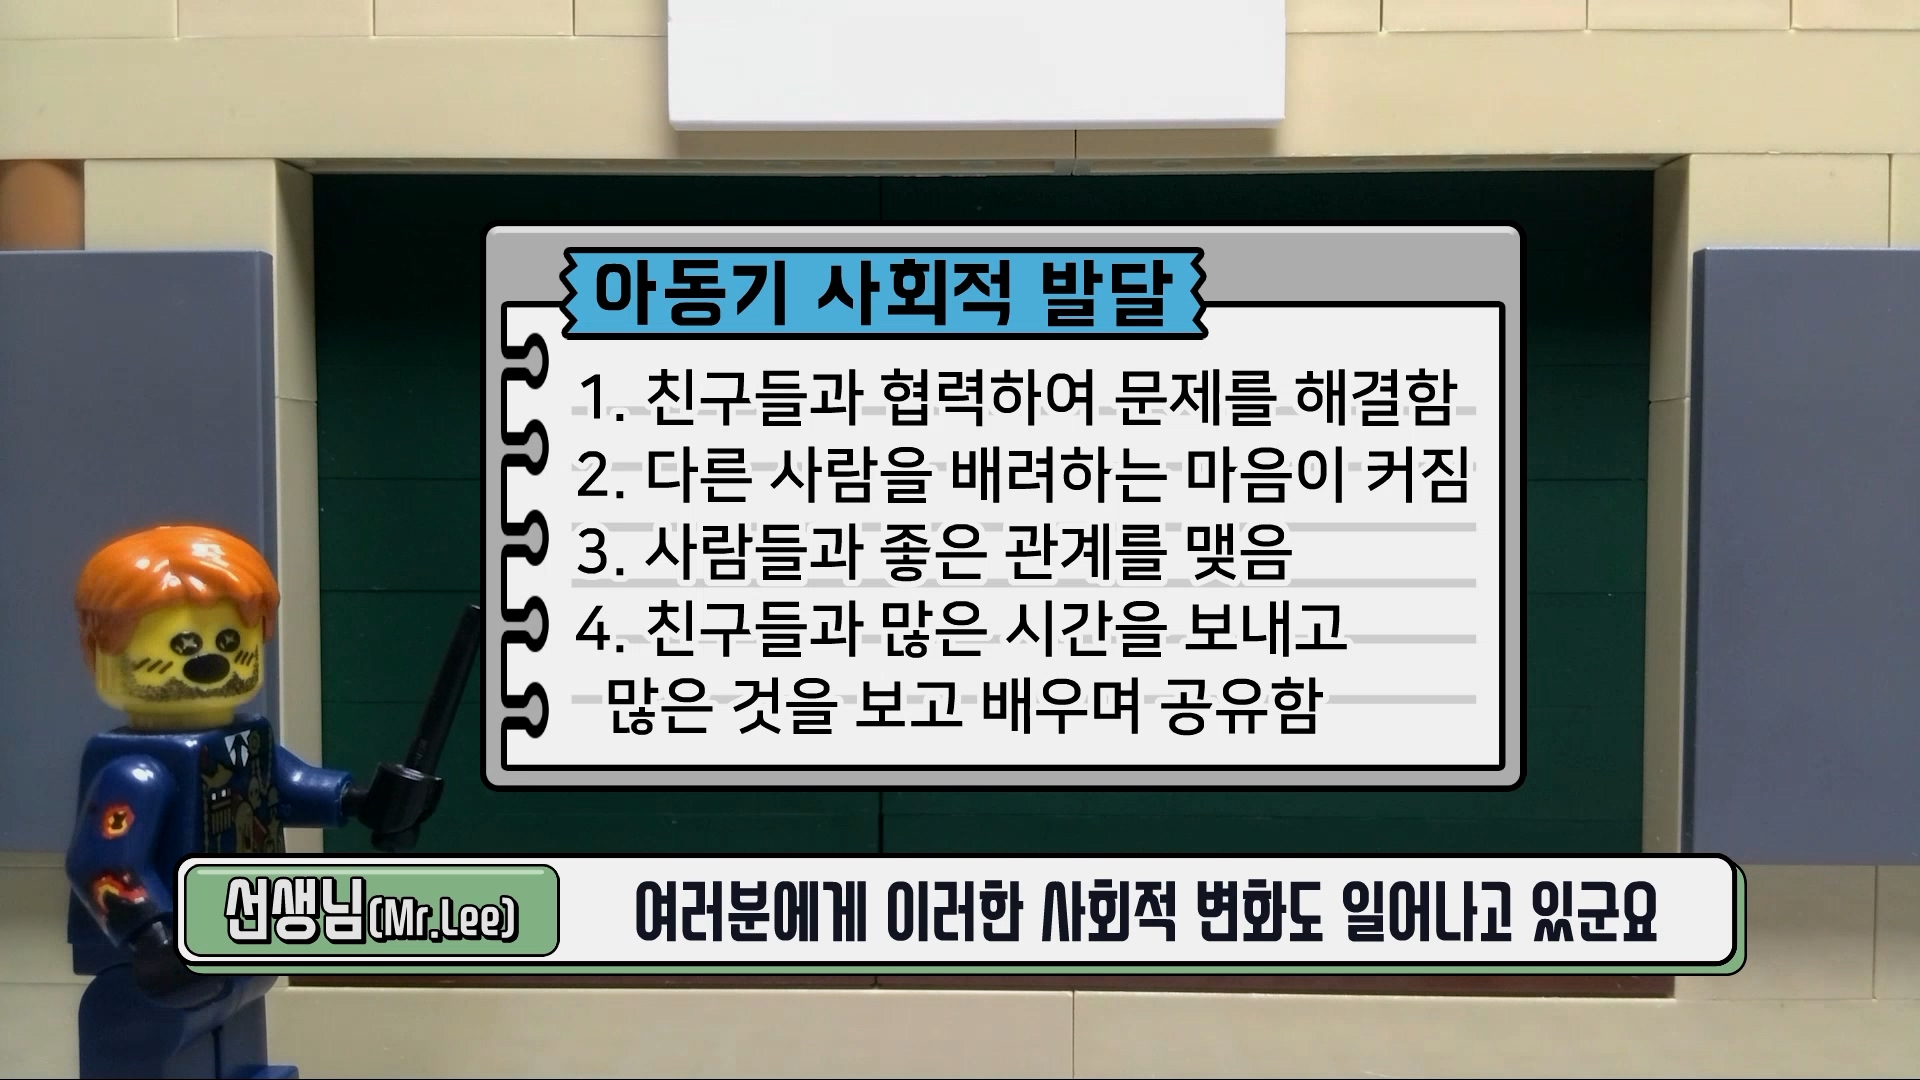 아동기 사회적 발달
1. 친구들과 협력하여 문제를 해결함
2. 다른 사람을 배려하는 마음이 커짐
3. 사람들과 좋은 관계를 맺음
4. 친구들과 많은 시간을 보내고
많은 것을 보고 배우며 공유함
선생님(Mr.Lee) 여러분에게 이러한 사회적 변화도 일어나고 있군요